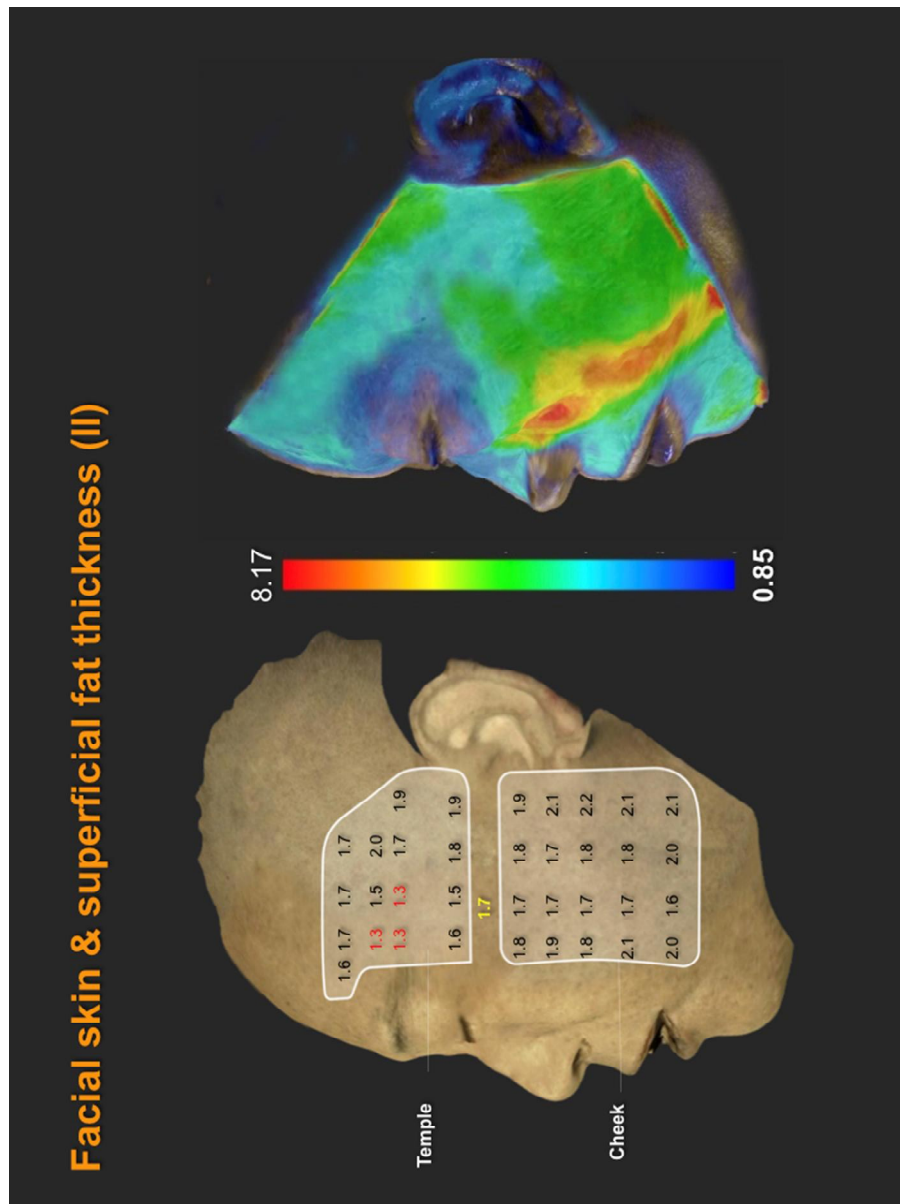 Facial skin & superficial fat thickness (II)
8.17
1.6 1.7 1.7 1.7
1.3 1.5 2.0
1.3 1.3 1.7 1.9
Temple
1.6 1.5 1.8 1.9
1.7
1.8 1.7 1.8 1.9
1.9 1.7 1.7 2.1
1.8 1.7 1.8 2.2
Cheek
2.1 1.7 1.8 2.1
2.0 1.6 2.0 2.1
0.85